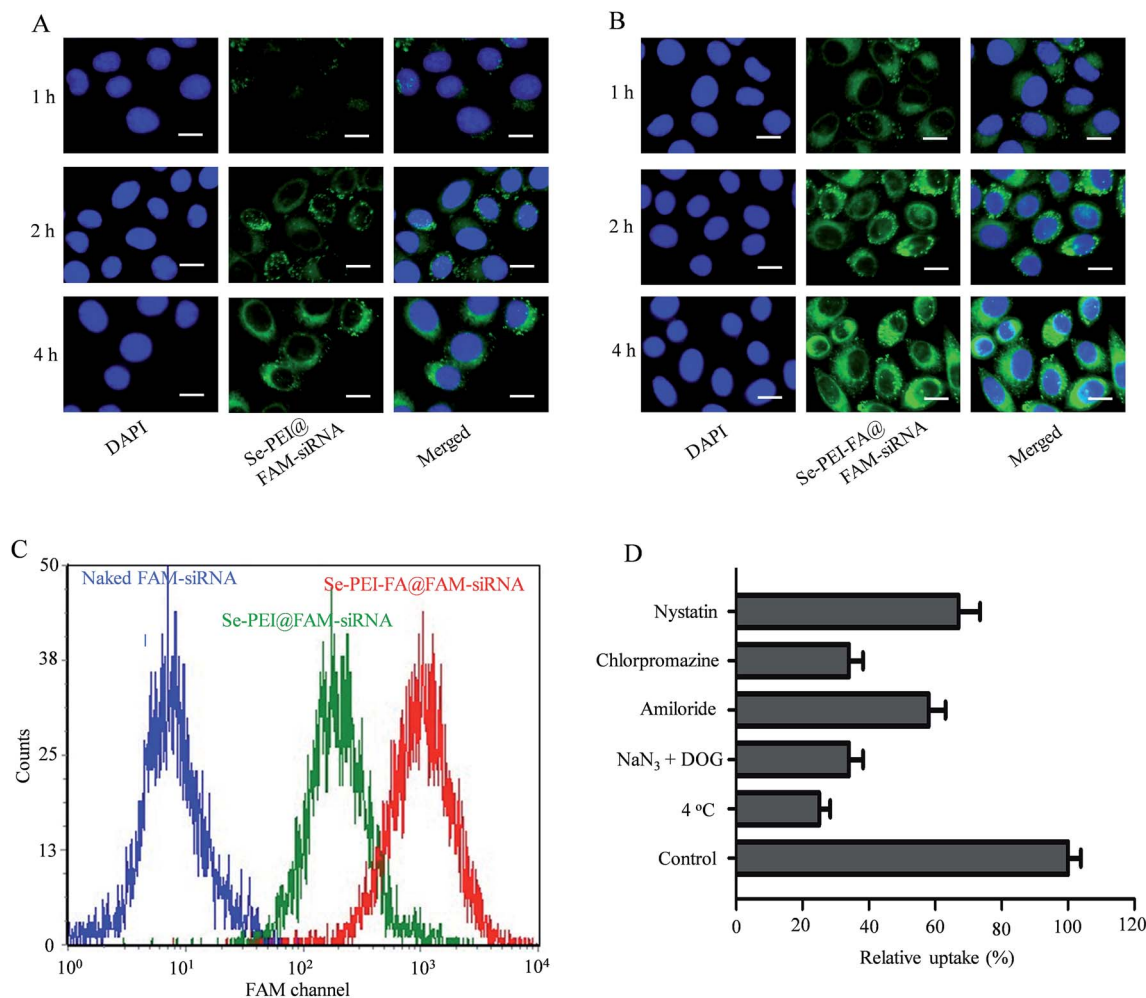 A
1 h
2 h
4 h
DAPI
Se-PEI@
FAM-siRNA
Merged
B
1 h
2 h
4 h
DAPI
Se-PEI-FA@
FAM-siRNA
Merged
C
50
38
25
13
0
Counts
Naked FAM-siRNA
Se-PEI@FAM-siRNA
Se-PEI-FA@FAM-siRNA
10⁰
10¹
10²
10³
10⁴
FAM channel
D
Nystatin
Chlorpromazine
Amiloride
NaN₃ + DOG
4 °C
Control
0 20 40 60 80 100 120
Relative uptake (%)